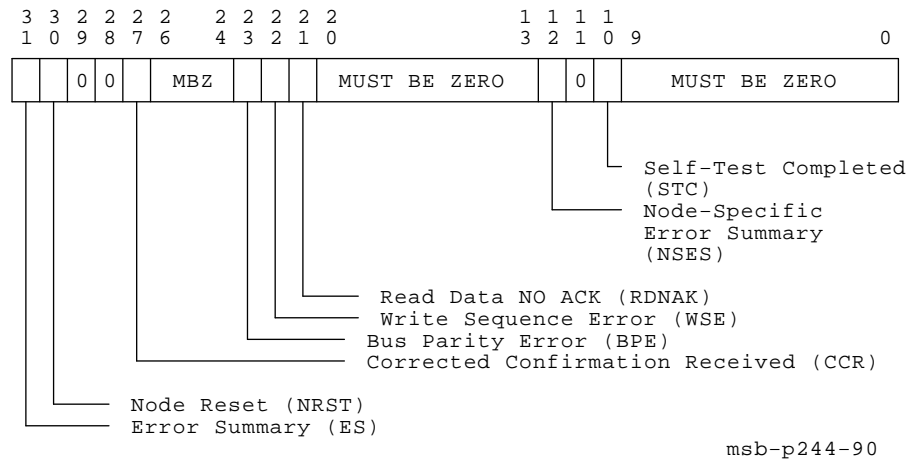 3 3 2 2 2 2 2 2 2 2 2 1 1 1 1
1 0 9 8 7 6 4 3 2 1 0 3 2 1 0 9 0
0 0 MBZ MUST BE ZERO 0 MUST BE ZERO
Self-Test Completed
(STC)
Node-Specific
Error Summary
(NSES)
Read Data NO ACK (RDNAK)
Write Sequence Error (WSE)
Bus Parity Error (BPE)
Corrected Confirmation Received (CCR)
Node Reset (NRST)
Error Summary (ES)
msb-p244-90